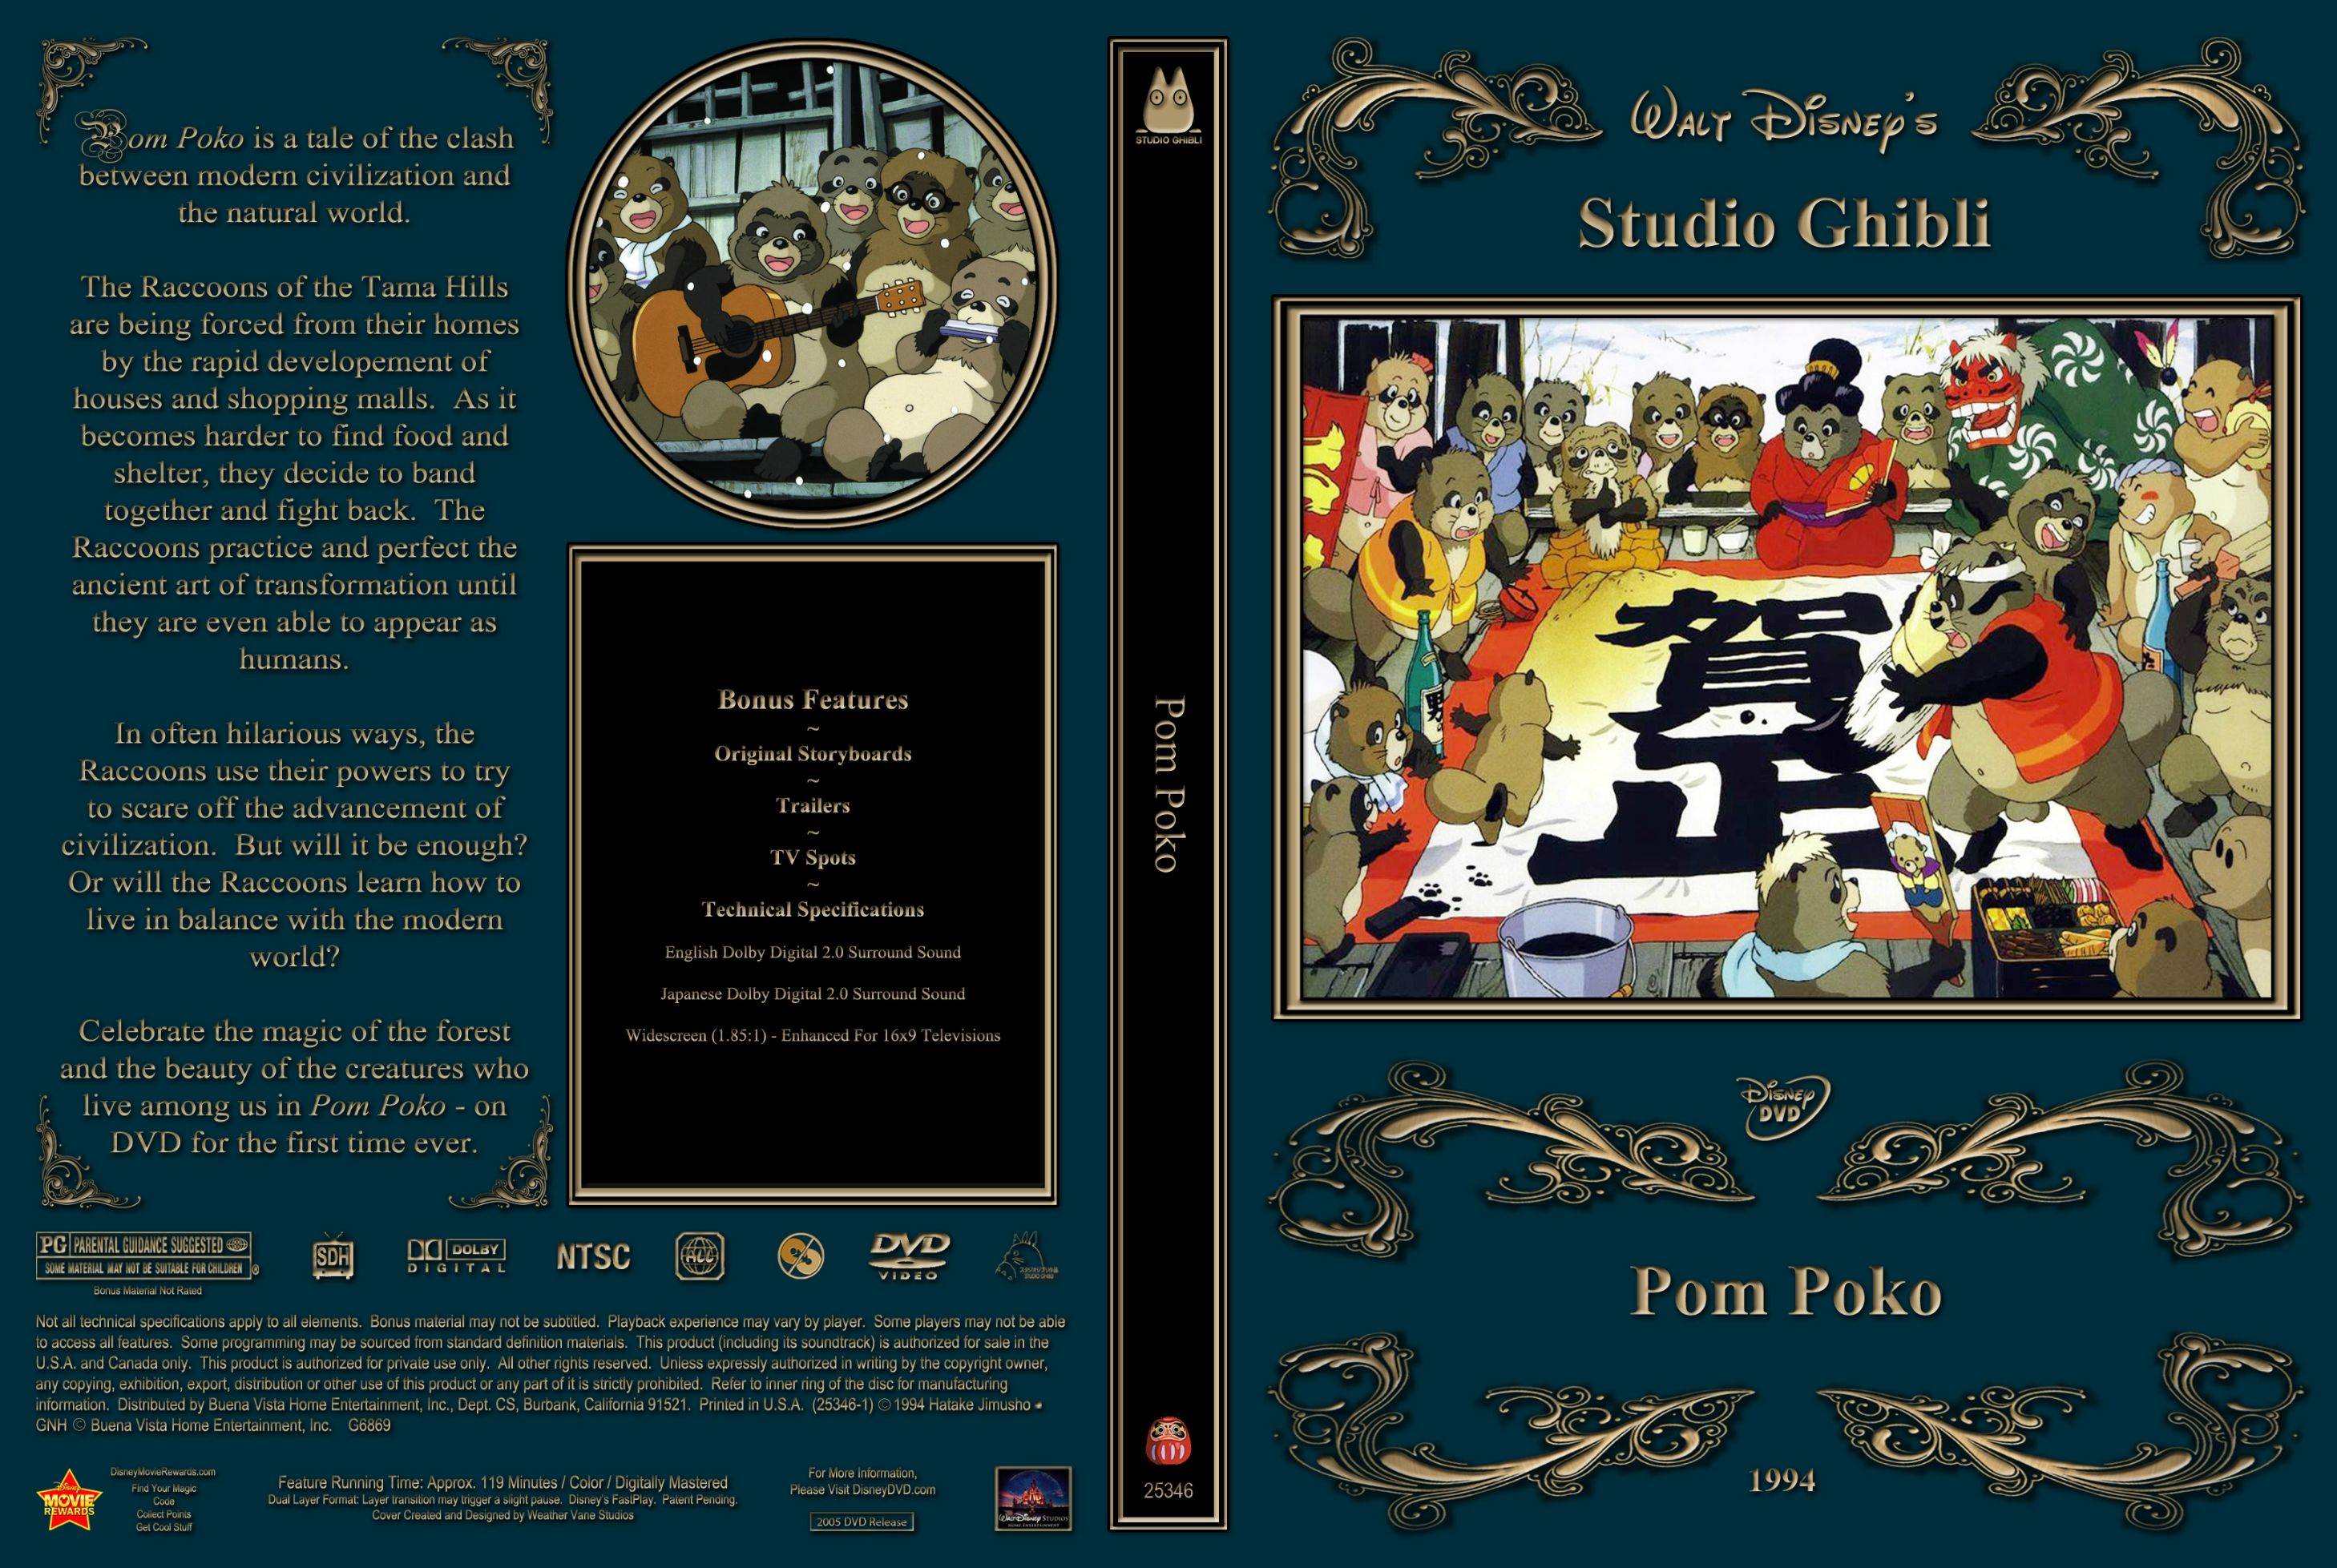 Pom Poko is a tale of the clash
between modern civilization and
the natural world.
The Raccoons of the Tama Hills
are being forced from their homes
by the rapid developement of
houses and shopping malls. As it
becomes harder to find food and
shelter, they decide to band
together and fight back. The
Raccoons practice and perfect the
ancient art of transformation until
they are even able to appear as
humans.
In often hilarious ways, the
Raccoons use their powers to try
to scare off the advancement of
civilization. But will it be enough?
Or will the Raccoons learn how to
live in balance with the modern
world?
Celebrate the magic of the forest
and the beauty of the creatures who
live among us in Pom Poko - on
DVD for the first time ever.
Bonus Features
~
Original Storyboards
~
Trailers
~
TV Spots
~
Technical Specifications
English Dolby Digital 2.0 Surround Sound
Japanese Dolby Digital 2.0 Surround Sound
Widescreen (1.85:1) - Enhanced For 16x9 Televisions
PG PARENTAL GUIDANCE SUGGESTED
SOME MATERIAL MAY NOT BE SUITABLE FOR CHILDREN ®
Bonus Material Not Rated
SDH
DOLBY
DIGITAL
NTSC
ALL
DVD
VIDEO
Not all technical specifications apply to all elements. Bonus material may not be subtitled. Playback experience may vary by player. Some players may not be able
to access all features. Some programming may be sourced from standard definition materials. This product (including its soundtrack) is authorized for sale in the
U.S.A. and Canada only. This product is authorized for private use only. All other rights reserved. Unless expressly authorized in writing by the copyright owner,
any copying, exhibition, export, distribution or other use of this product or any part of it is strictly prohibited. Refer to inner ring of the disc for manufacturing
information. Distributed by Buena Vista Home Entertainment, Inc., Dept. CS, Burbank, California 91521. Printed in U.S.A. (25346-1) © 1994 Hatake Jimusho •
GNH © Buena Vista Home Entertainment, Inc. G6869
Disney
MOVIE
REWARDS
DisneyMovieRewards.com
Find Your Magic
Code
Collect Points
Get Cool Stuff
Feature Running Time: Approx. 119 Minutes / Color / Digitally Mastered
Dual Layer Format: Layer transition may trigger a slight pause. Disney's FastPlay. Patent Pending.
Cover Created and Designed by Weather Vane Studios
For More Information,
Please Visit DisneyDVD.com
2005 DVD Release
Walt Disney Studios
HOME ENTERTAINMENT
STUDIO GHIBLI
Pom Poko
25346
Walt Disney's
Studio Ghibli
賀
正
Disney
DVD
Pom Poko
1994